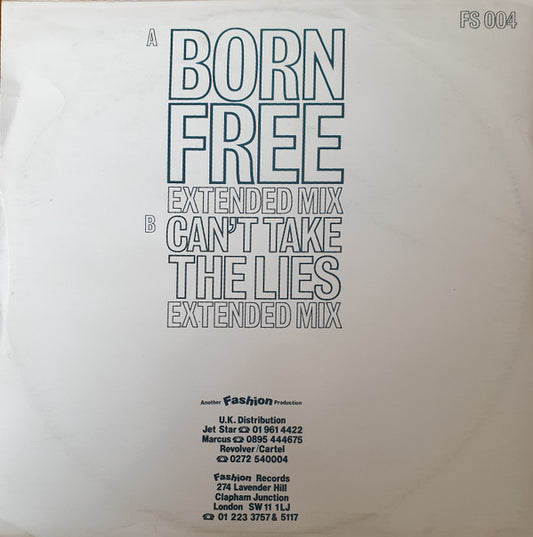 FS 004
A
BORN
FREE
EXTENDED MIX
B
CAN'T TAKE
THE LIES
EXTENDED MIX
Another Fashion Production
U.K. Distribution
Jet Star ☎ 01 961 4422
Marcus ☎ 0895 444675
Revolver/Cartel
☎ 0272 540004
Fashion Records
274 Lavender Hill
Clapham Junction
London SW 11 1LJ
☎ 01 223 3757 & 5117